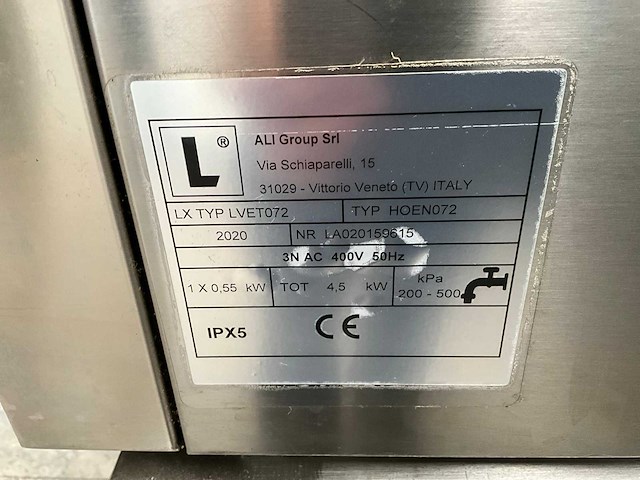 L®
ALI Group Srl
Via Schiaparelli, 15
31029 - Vittorio Veneto (TV) ITALY
LX TYP LVET072 TYP HOEN072
2020 NR LA020159615
3N AC 400V 50Hz
1 X 0,55 kW TOT 4,5 kW kPa
200 - 500
IPX5 CE